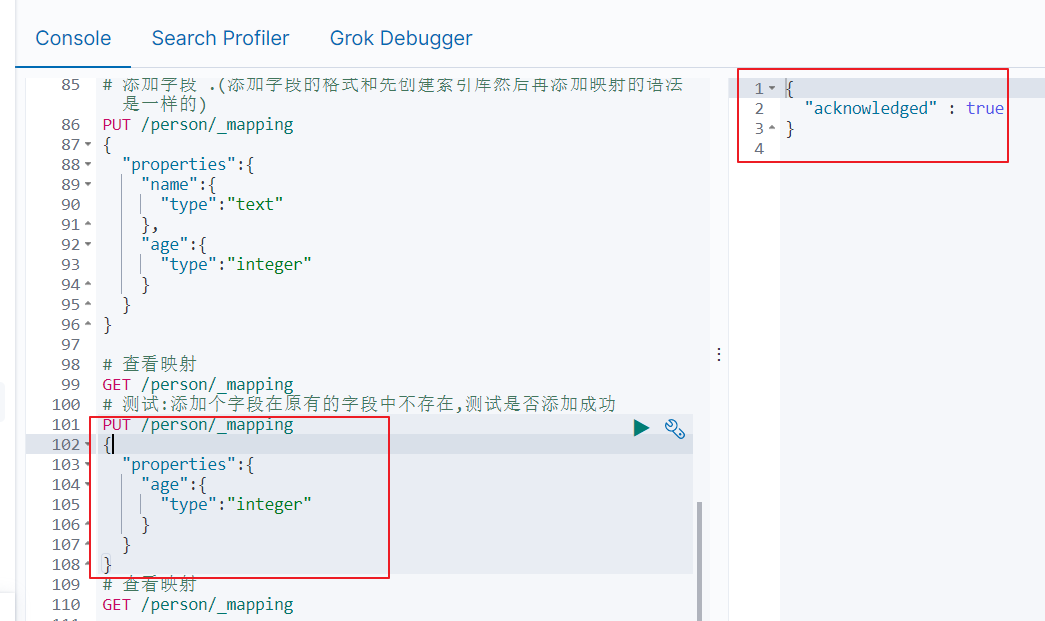 Console Search Profiler Grok Debugger
85 # 添加字段 .(添加字段的格式和先创建索引库然后再添加映射的语法
是一样的)
86 PUT /person/_mapping
87 {
88 "properties":{
89 "name":{
90 "type":"text"
91 },
92 "age":{
93 "type":"integer"
94 }
95 }
96 }
97
98 # 查看映射
99 GET /person/_mapping
100 # 测试:添加个字段在原有的字段中不存在,测试是否添加成功
101 PUT /person/_mapping
102 {
103 "properties":{
104 "age":{
105 "type":"integer"
106 }
107 }
108 }
109 # 查看映射
110 GET /person/_mapping
1 {
2 "acknowledged" : true
3 }
4